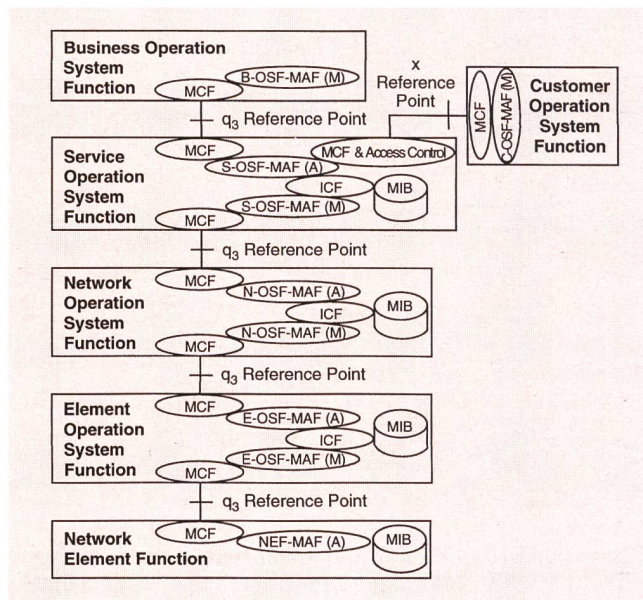 Business Operation
System
Function
B-OSF-MAF (M)
MCF
x
Reference
Point
MCF
C-OSF-MAF (M)
Customer
Operation
System
Function
q3 Reference Point
Service
Operation
System
Function
MCF
MCF & Access Control
S-OSF-MAF (A)
ICF
MIB
S-OSF-MAF (M)
MCF
q3 Reference Point
Network
Operation
System
Function
MCF
N-OSF-MAF (A)
ICF
MIB
N-OSF-MAF (M)
MCF
q3 Reference Point
Element
Operation
System
Function
MCF
E-OSF-MAF (A)
ICF
MIB
E-OSF-MAF (M)
MCF
q3 Reference Point
Network
Element Function
MCF
NEF-MAF (A)
MIB